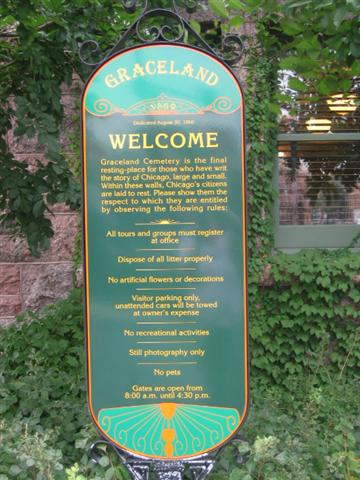 GRACELAND
1860
Dedicated August 30, 1860
WELCOME
Graceland Cemetery is the final
resting-place for those who have writ
the story of Chicago, large and small.
Within these walls, Chicago's citizens
are laid to rest. Please show them the
respect to which they are entitled
by observing the following rules:
All tours and groups must register
at office
Dispose of all litter properly
No artificial flowers or decorations
Visitor parking only,
unattended cars will be towed
at owner's expense
No recreational activities
Still photography only
No pets
Gates are open from
8:00 a.m. until 4:30 p.m.